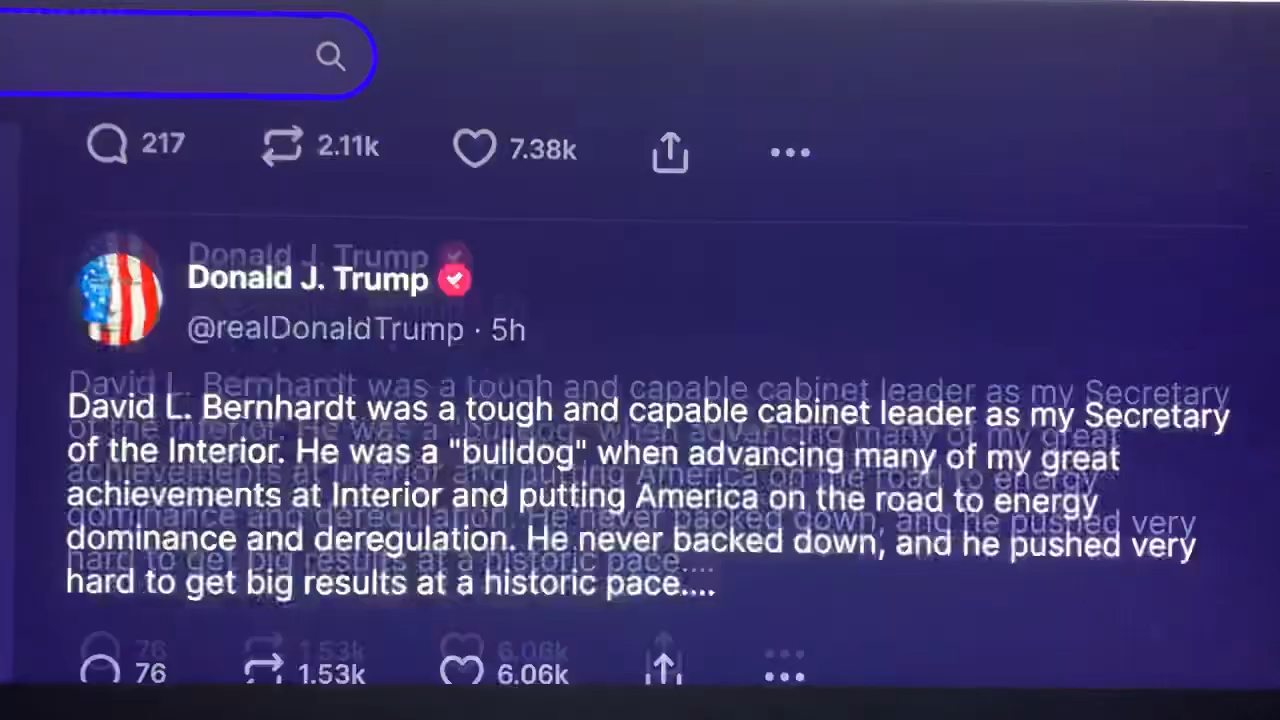 217 2.11k 7.38k
Donald J. Trump
@realDonaldTrump · 5h
David L. Bernhardt was a tough and capable cabinet leader as my Secretary
of the Interior. He was a "bulldog" when advancing many of my great
achievements at Interior and putting America on the road to energy
dominance and deregulation. He never backed down, and he pushed very
hard to get big results at a historic pace....
76 1.53k 6.06k